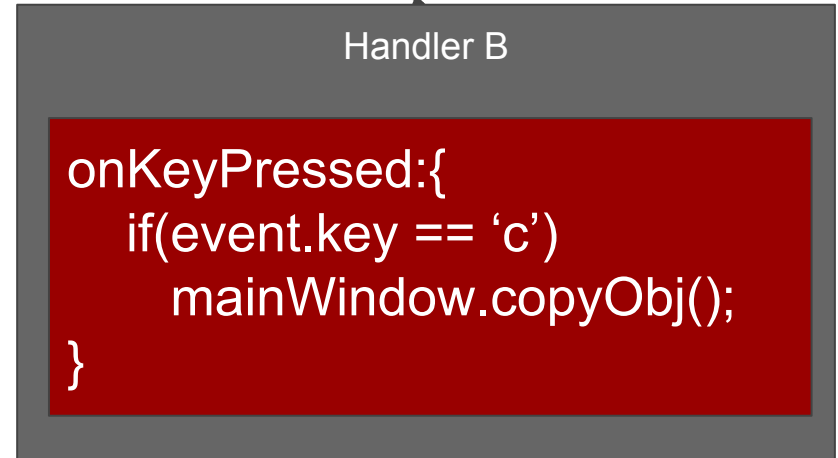 Handler B
onKeyPressed:{
if(event.key == ‘c’)
mainWindow.copyObj();
}